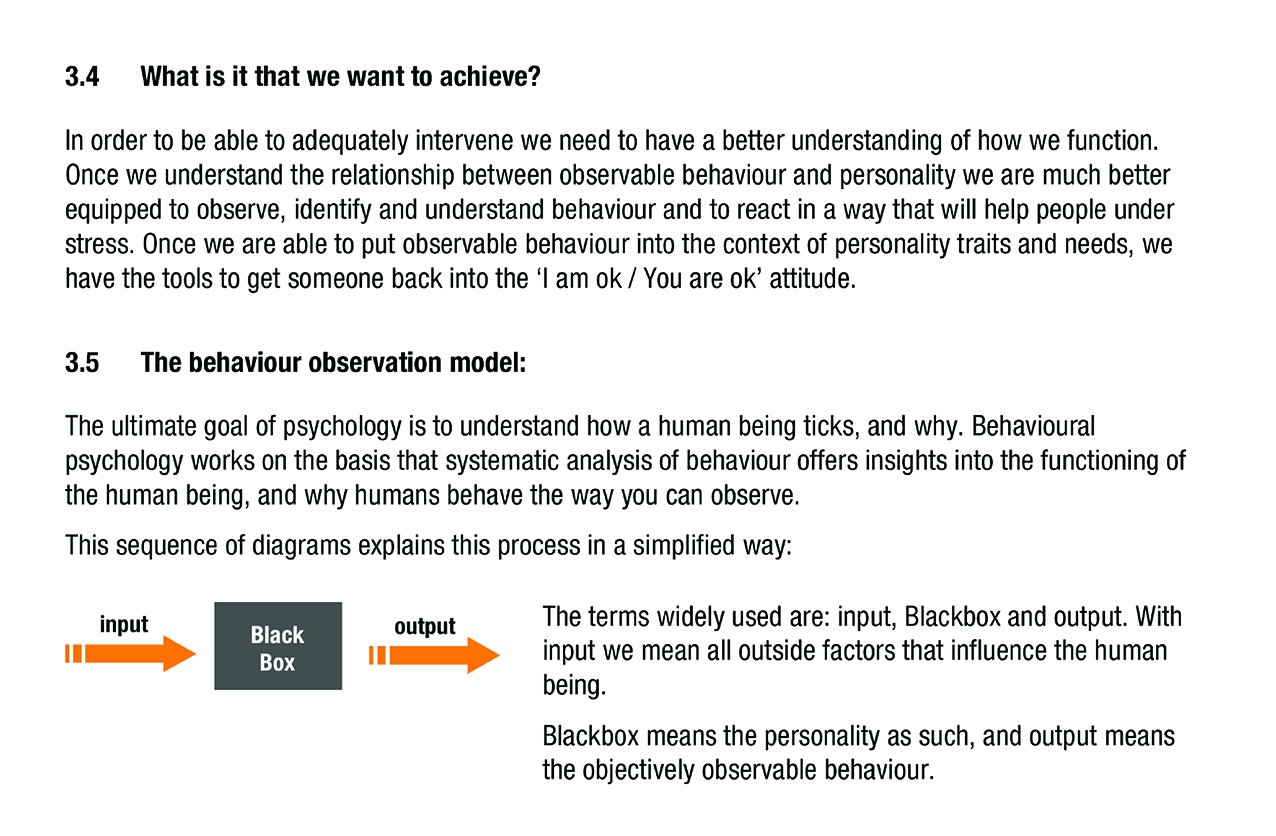 3.4 What is it that we want to achieve?
In order to be able to adequately intervene we need to have a better understanding of how we function.
Once we understand the relationship between observable behaviour and personality we are much better
equipped to observe, identify and understand behaviour and to react in a way that will help people under
stress. Once we are able to put observable behaviour into the context of personality traits and needs, we
have the tools to get someone back into the ‘I am ok / You are ok’ attitude.
3.5 The behaviour observation model:
The ultimate goal of psychology is to understand how a human being ticks, and why. Behavioural
psychology works on the basis that systematic analysis of behaviour offers insights into the functioning of
the human being, and why humans behave the way you can observe.
This sequence of diagrams explains this process in a simplified way:
input
Black
Box
output
The terms widely used are: input, Blackbox and output. With
input we mean all outside factors that influence the human
being.
Blackbox means the personality as such, and output means
the objectively observable behaviour.